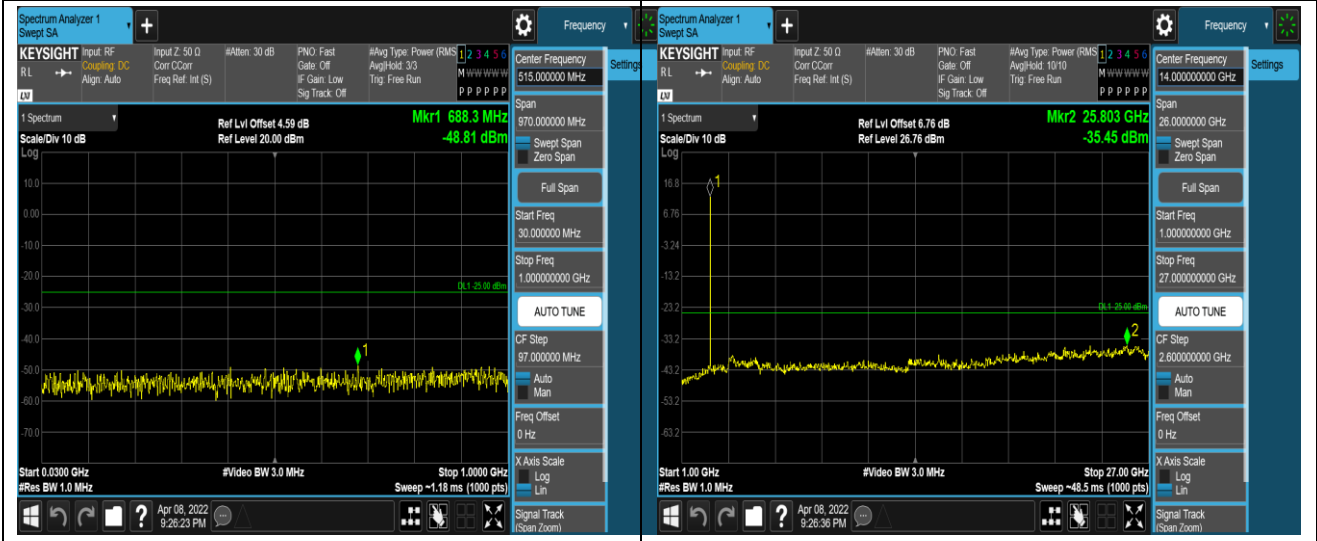 Spectrum Analyzer 1
Swept SA
Frequency
KEYSIGHT
RL
LXI
Input: RF
Coupling: DC
Align: Auto
Input Z: 50 Ω
Corr CCorr
Freq Ref: Int (S)
#Atten: 30 dB
PNO: Fast
Gate: Off
IF Gain: Low
Sig Track: Off
#Avg Type: Power (RMS
Avg|Hold: 3/3
Trig: Free Run
1 2 3 4 5 6
M W W W W W
P P P P P P
Center Frequency
515.000000 MHz
Settings
1 Spectrum
Scale/Div 10 dB
Log
Ref Lvl Offset 4.59 dB
Ref Level 20.00 dBm
Mkr1 688.3 MHz
-48.81 dBm
Span
970.000000 MHz
Swept Span
Zero Span
Full Span
Start Freq
30.000000 MHz
Stop Freq
1.000000000 GHz
AUTO TUNE
CF Step
97.000000 MHz
Auto
Man
Freq Offset
0 Hz
X Axis Scale
Log
Lin
Signal Track
(Span Zoom)
10.0
0.00
-10.0
-20.0
DL1 -25.00 dBm
-30.0
-40.0
1
-50.0
-60.0
-70.0
Start 0.0300 GHz
#Res BW 1.0 MHz
#Video BW 3.0 MHz
Stop 1.0000 GHz
Sweep ~1.18 ms (1000 pts)
?
Apr 08, 2022
9:26:23 PM
Spectrum Analyzer 1
Swept SA
Frequency
KEYSIGHT
RL
LXI
Input: RF
Coupling: DC
Align: Auto
Input Z: 50 Ω
Corr CCorr
Freq Ref: Int (S)
#Atten: 30 dB
PNO: Fast
Gate: Off
IF Gain: Low
Sig Track: Off
#Avg Type: Power (RMS
Avg|Hold: 10/10
Trig: Free Run
1 2 3 4 5 6
M W W W W W
P P P P P P
Center Frequency
14.000000000 GHz
Settings
1 Spectrum
Scale/Div 10 dB
Log
Ref Lvl Offset 6.76 dB
Ref Level 26.76 dBm
Mkr2 25.803 GHz
-35.45 dBm
Span
26.0000000 GHz
Swept Span
Zero Span
Full Span
Start Freq
1.000000000 GHz
Stop Freq
27.000000000 GHz
AUTO TUNE
CF Step
2.600000000 GHz
Auto
Man
Freq Offset
0 Hz
X Axis Scale
Log
Lin
Signal Track
(Span Zoom)
16.8
1
6.76
-3.24
-13.2
-23.2
DL1 -25.00 dBm
-33.2
2
-43.2
-53.2
-63.2
Start 1.00 GHz
#Res BW 1.0 MHz
#Video BW 3.0 MHz
Stop 27.00 GHz
Sweep ~48.5 ms (1000 pts)
?
Apr 08, 2022
9:26:36 PM